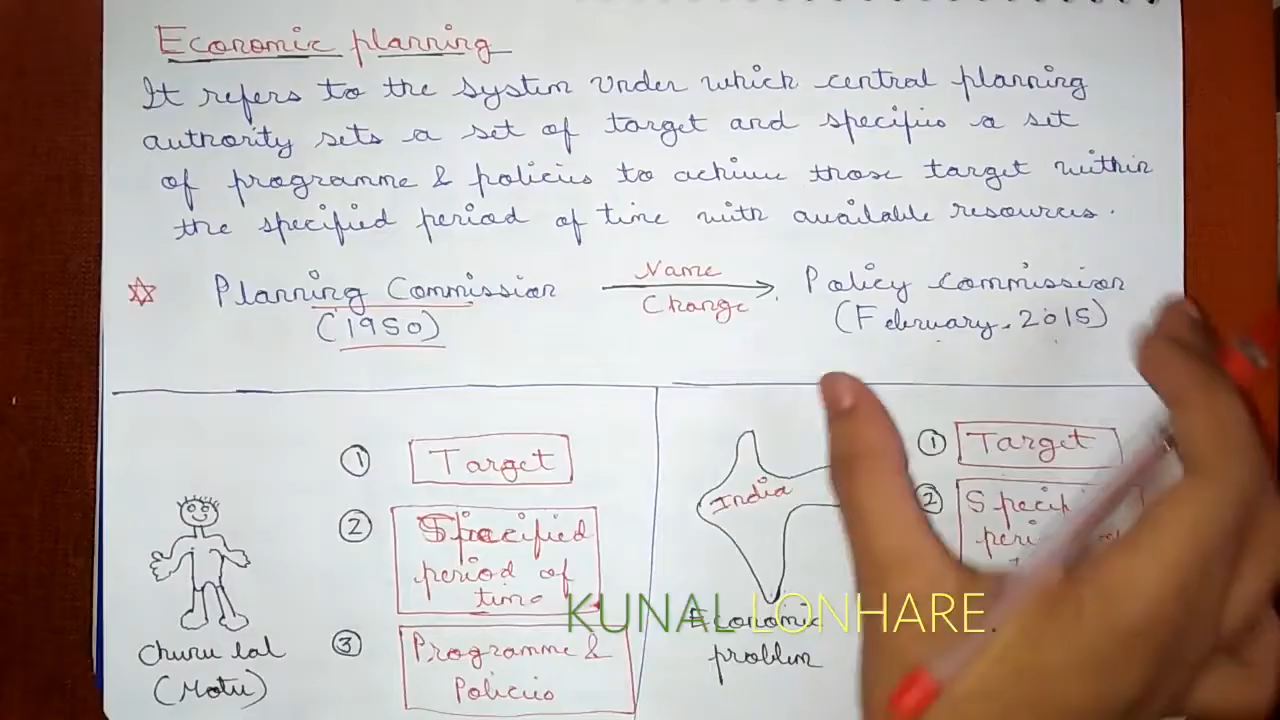 Economic planning
It refers to the system under which central planning
authority sets a set of target and specifies a set
of programme & policies to achieve those target within
the specified period of time with available resources.
Planning Commission
(1950)
Name
Change
Policy Commission
(February, 2015)
1 Target
2 Specified
period of
time
3 Programme &
Policies
Churu lal
(Motu)
India
Economic
problem
1 Target
2
KUNAL LONHARE